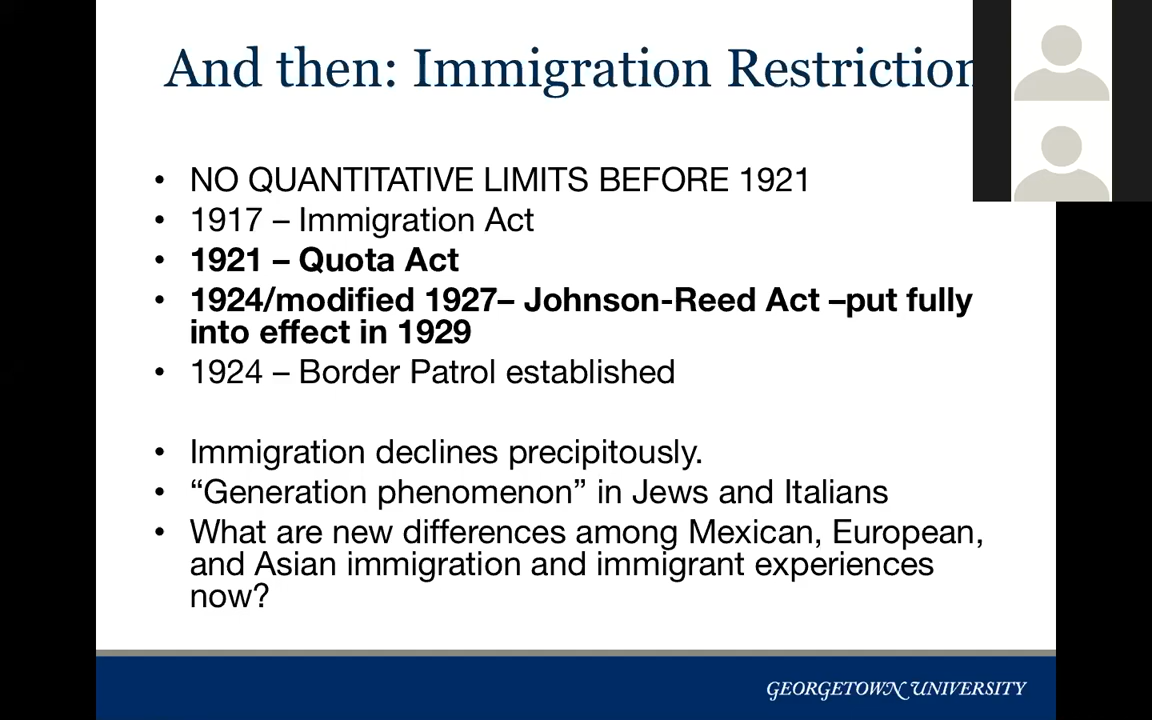 And then: Immigration Restriction
• NO QUANTITATIVE LIMITS BEFORE 1921
• 1917 – Immigration Act
• 1921 – Quota Act
• 1924/modified 1927– Johnson-Reed Act –put fully
into effect in 1929
• 1924 – Border Patrol established
• Immigration declines precipitously.
• “Generation phenomenon” in Jews and Italians
• What are new differences among Mexican, European,
and Asian immigration and immigrant experiences
now?
GEORGETOWN UNIVERSITY